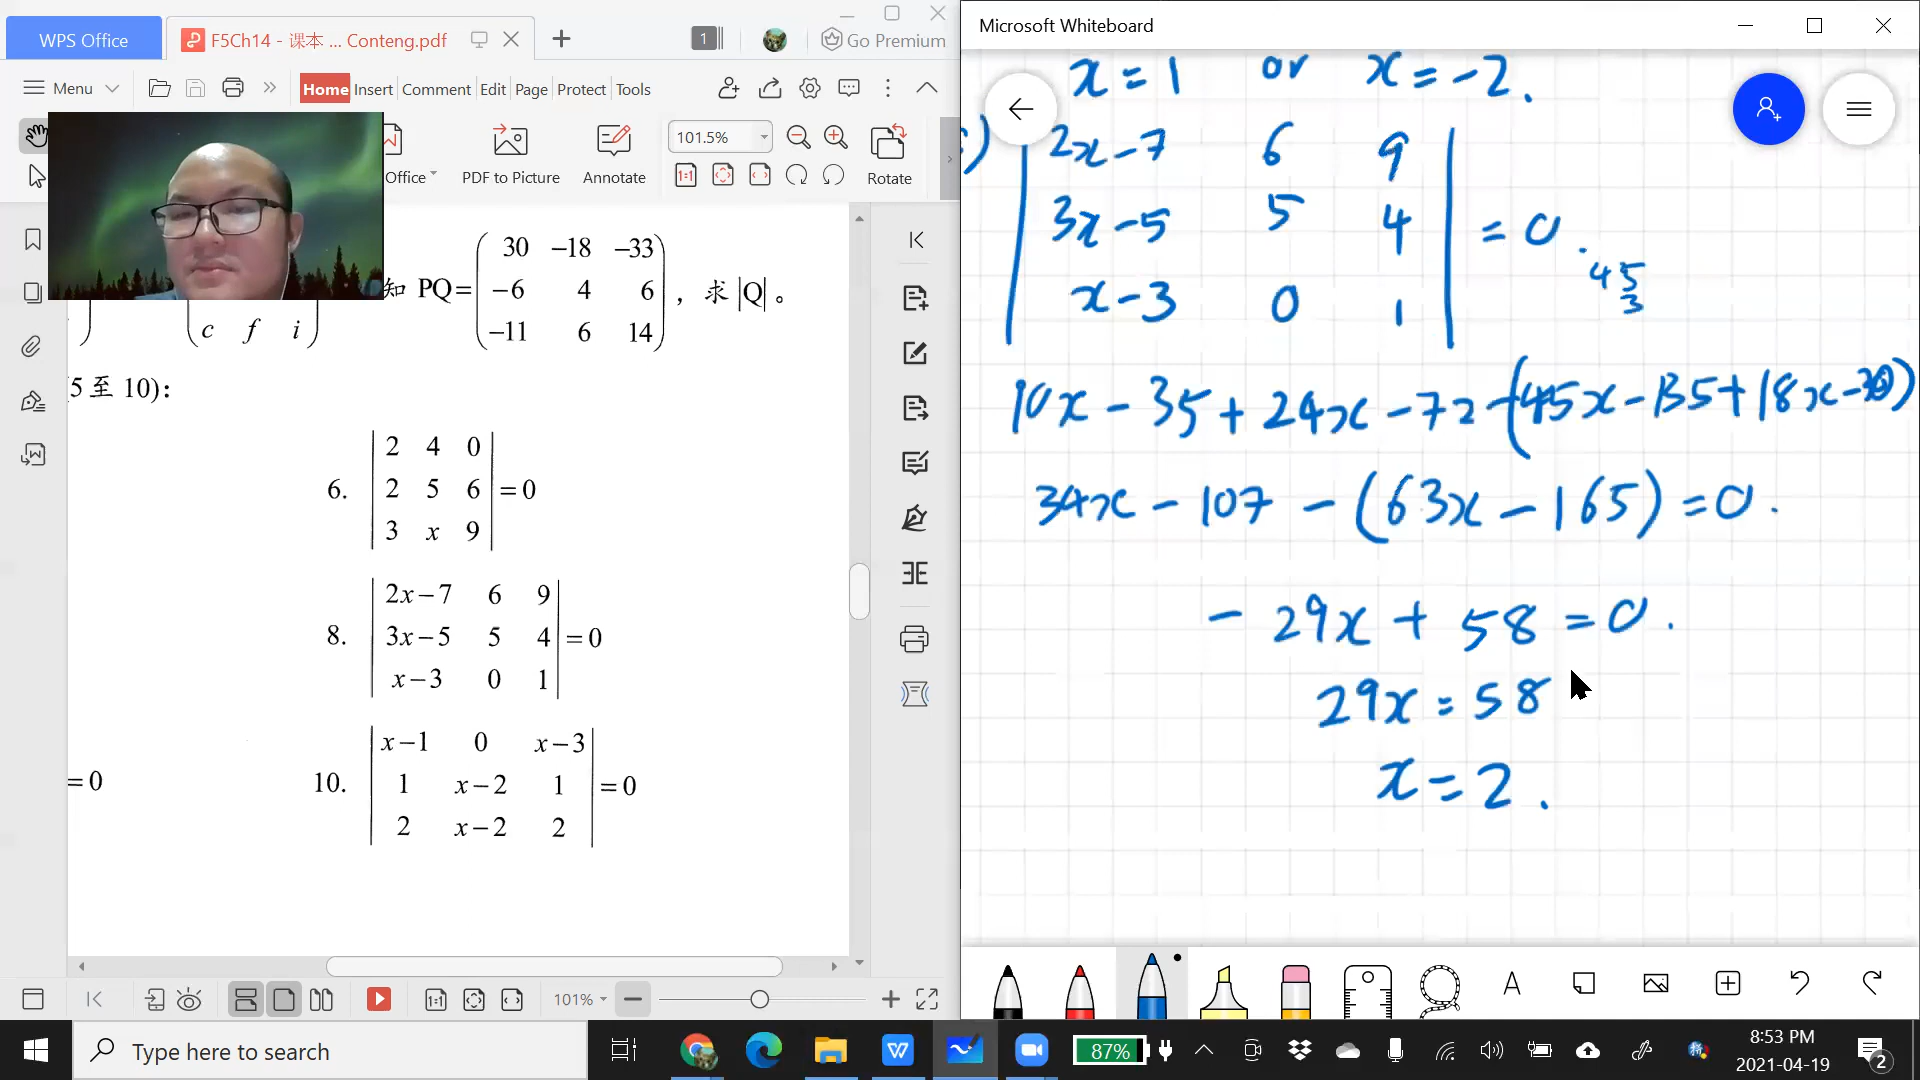 WPS Office
F5Ch14 - 课本 ... Conteng.pdf
1
Go Premium
Menu
Home Insert Comment Edit Page Protect Tools
Office
PDF to Picture
Annotate
101.5%
Rotate
知 PQ= ( 30 −18 −33
−6 4 6
−11 6 14 ) , 求 |Q| 。
c f i
(5 至 10):
6. | 2 4 0
2 5 6
3 x 9 | =0
8. | 2x−7 6 9
3x−5 5 4
x−3 0 1 | =0
=0
10. | x−1 0 x−3
1 x−2 1
2 x−2 2 | =0
101%
Microsoft Whiteboard
x = 1 or x = -2.
| 2x-7 6 9
3x-5 5 4
x-3 0 1 | = 0.
45
3
10x - 35 + 24x - 72 - (45x - 135 + 18x - 30)
34x - 107 - (63x - 165) = 0.
- 29x + 58 = 0.
29x = 58
x = 2.
Type here to search
87%
8:53 PM
2021-04-19
2